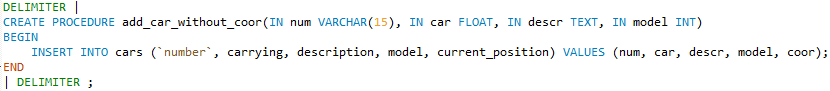 DELIMITER |
CREATE PROCEDURE add_car_without_coor(IN num VARCHAR(15), IN car FLOAT, IN descr TEXT, IN model INT)
BEGIN
    INSERT INTO cars (`number`, carrying, description, model, current_position) VALUES (num, car, descr, model, coor);
END
| DELIMITER ;